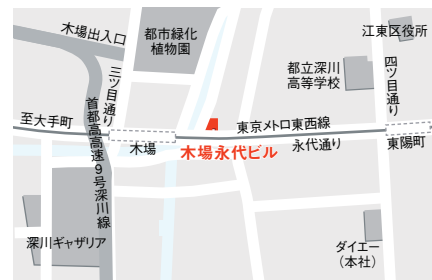 木場出入口
都市緑化
植物園
江東区役所
三ツ目通り
都立深川
高等学校
四ツ目通り
至大手町
首都高高速9号深川線
東京メトロ東西線
木場
木場永代ビル
永代通り
東陽町
深川ギャザリア
ダイエー
(本社)